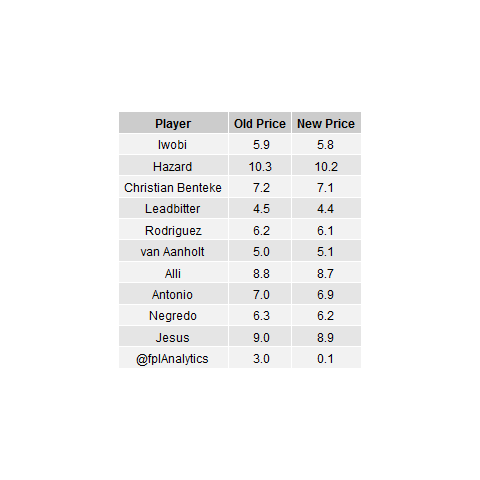 Player Old Price New Price
Iwobi 5.9 5.8
Hazard 10.3 10.2
Christian Benteke 7.2 7.1
Leadbitter 4.5 4.4
Rodriguez 6.2 6.1
van Aanholt 5.0 5.1
Alli 8.8 8.7
Antonio 7.0 6.9
Negredo 6.3 6.2
Jesus 9.0 8.9
@fplAnalytics 3.0 0.1